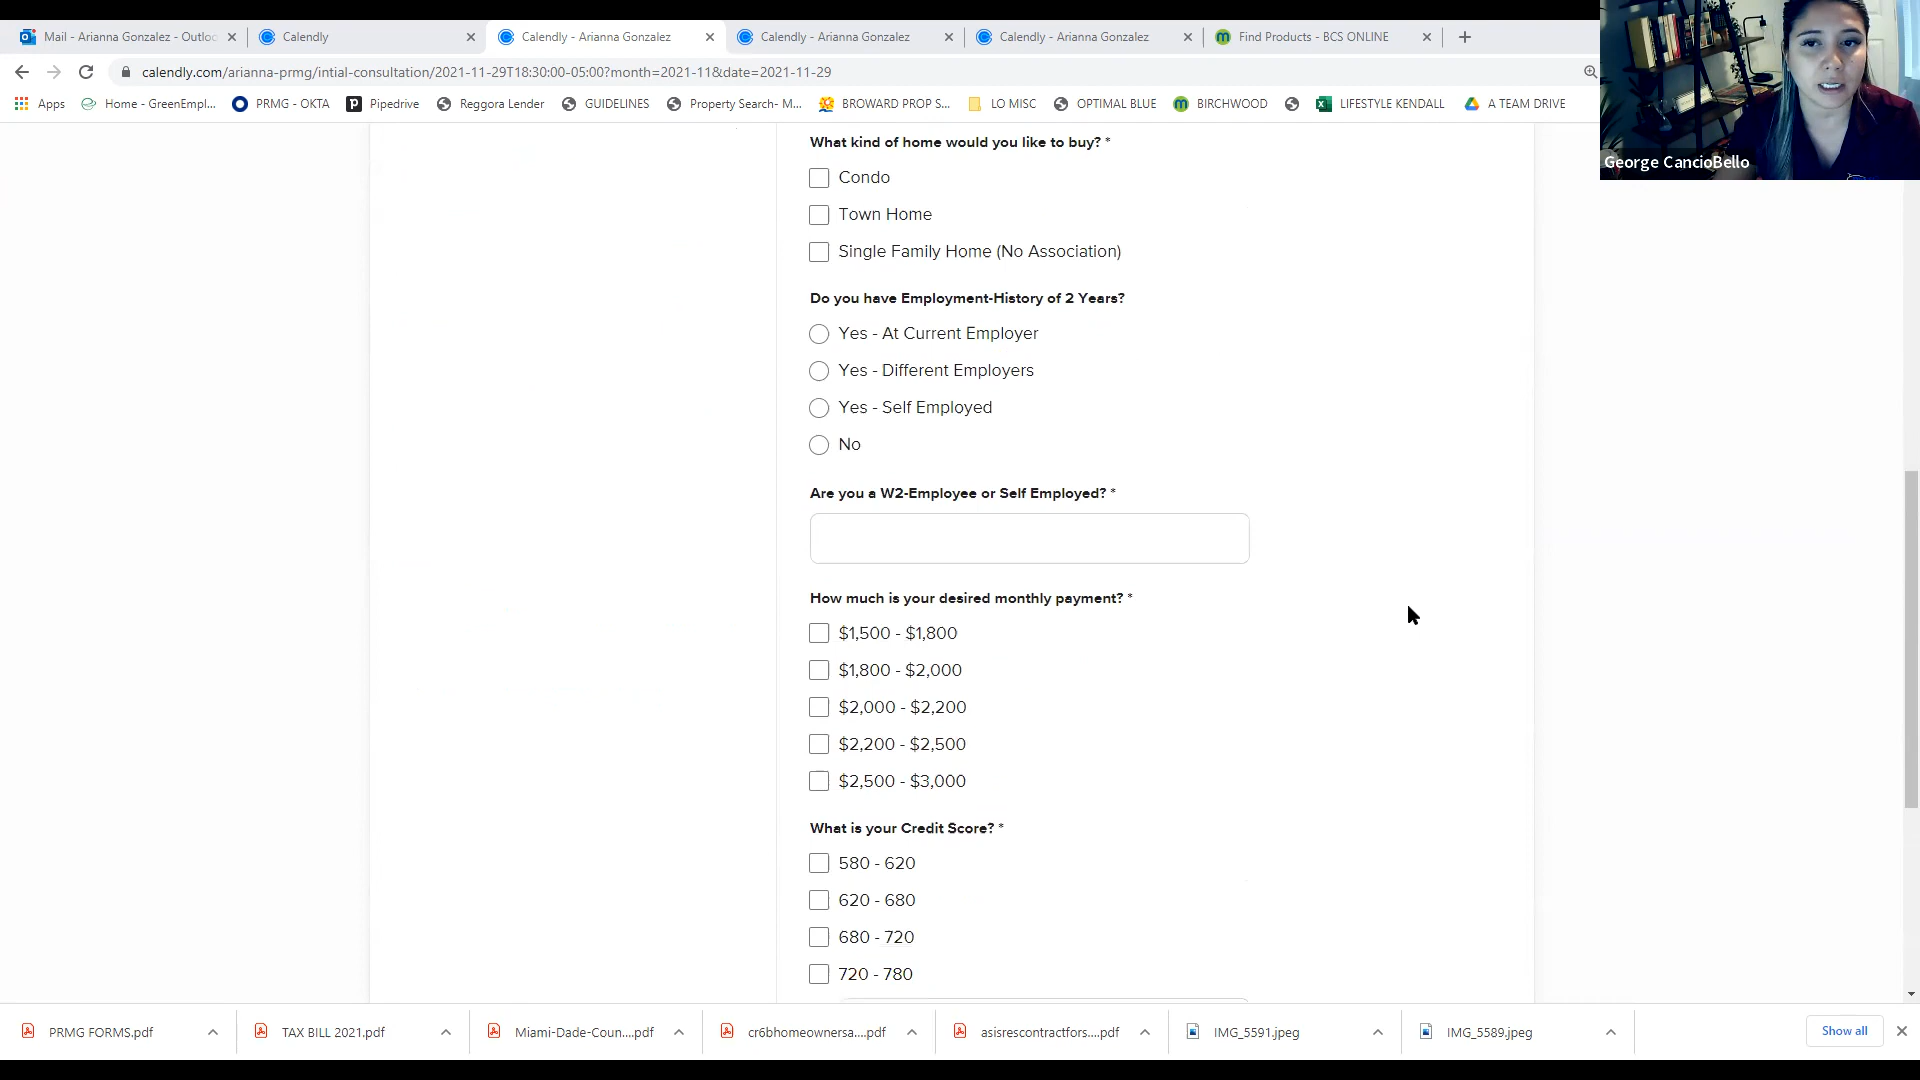 Mail - Arianna Gonzalez - Outloo
Calendly
Calendly - Arianna Gonzalez
Calendly - Arianna Gonzalez
Calendly - Arianna Gonzalez
Find Products - BCS ONLINE
calendly.com/arianna-prmg/intial-consultation/2021-11-29T18:30:00-05:00?month=2021-11&date=2021-11-29
Apps
Home - GreenEmpl...
PRMG - OKTA
Pipedrive
Reggora Lender
GUIDELINES
Property Search- M...
BROWARD PROP S...
LO MISC
OPTIMAL BLUE
BIRCHWOOD
LIFESTYLE KENDALL
A TEAM DRIVE
George CancioBello
What kind of home would you like to buy? *
Condo
Town Home
Single Family Home (No Association)
Do you have Employment-History of 2 Years?
Yes - At Current Employer
Yes - Different Employers
Yes - Self Employed
No
Are you a W2-Employee or Self Employed? *
How much is your desired monthly payment? *
$1,500 - $1,800
$1,800 - $2,000
$2,000 - $2,200
$2,200 - $2,500
$2,500 - $3,000
What is your Credit Score? *
580 - 620
620 - 680
680 - 720
720 - 780
PRMG FORMS.pdf
TAX BILL 2021.pdf
Miami-Dade-Coun....pdf
cr6bhomeownersa....pdf
asisrescontractfors....pdf
IMG_5591.jpeg
IMG_5589.jpeg
Show all